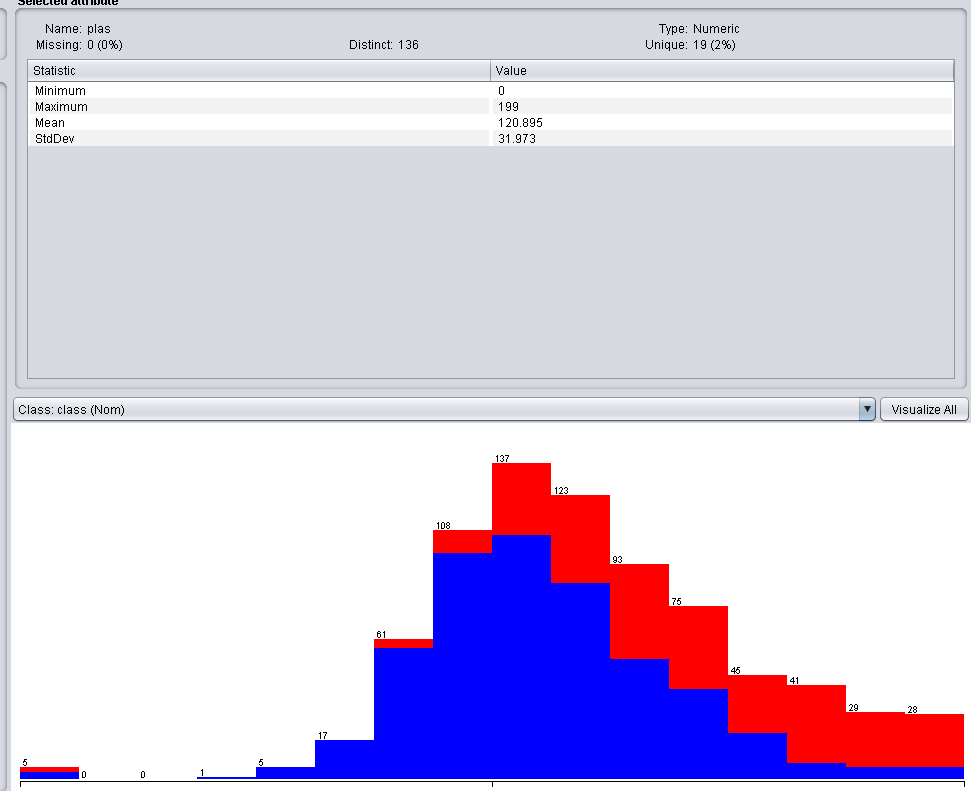 Selected attribute
Name: plas Type: Numeric
Missing: 0 (0%) Distinct: 136 Unique: 19 (2%)
Statistic Value
Minimum 0
Maximum 199
Mean 120.895
StdDev 31.973
Class: class (Nom) Visualize All
137
123
108
93
75
61
45
41
29
28
17
5
0
0
1
5